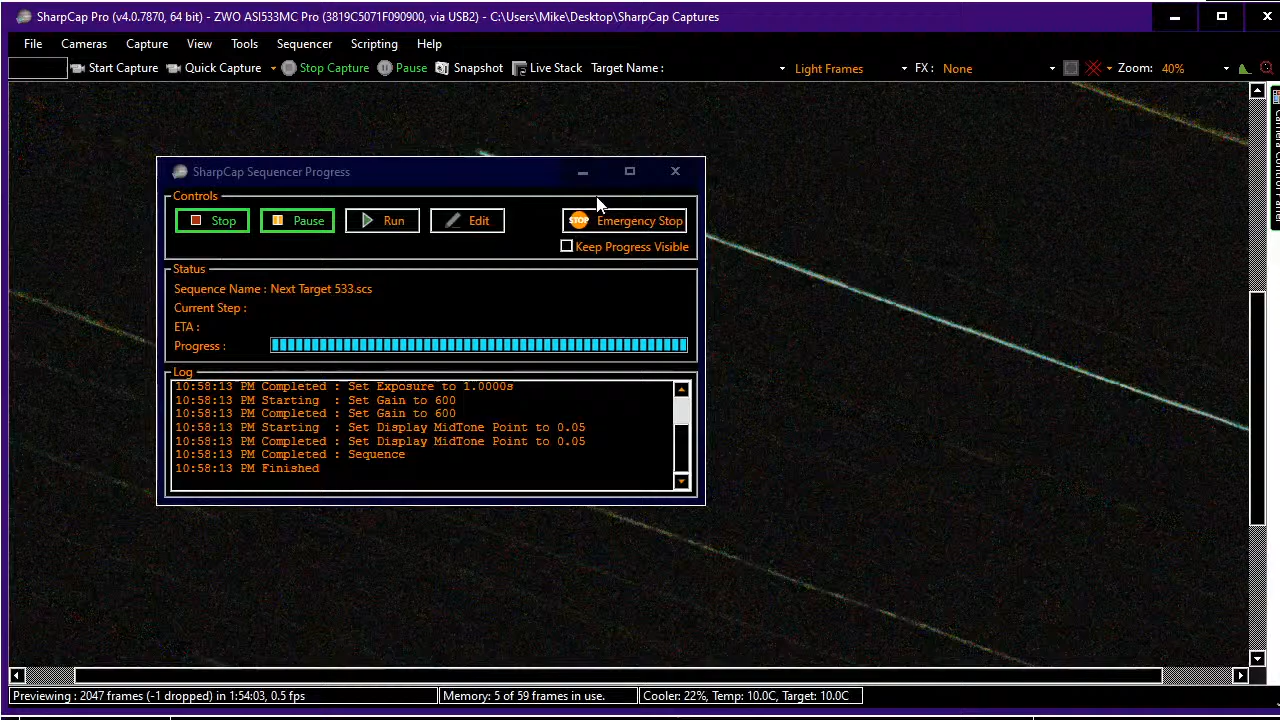 SharpCap Pro (v4.0.7870, 64 bit) - ZWO ASI533MC Pro (3819C5071F090900, via USB2) - C:\Users\Mike\Desktop\SharpCap Captures
File Cameras Capture View Tools Sequencer Scripting Help
Start Capture Quick Capture Stop Capture Pause Snapshot Live Stack Target Name : Light Frames FX : None Zoom: 40%
SharpCap Sequencer Progress
Controls
Stop Pause Run Edit STOP Emergency Stop
Keep Progress Visible
Status
Sequence Name : Next Target 533.scs
Current Step :
ETA :
Progress :
Log
10:58:13 PM Completed : Set Exposure to 1.0000s
10:58:13 PM Starting : Set Gain to 600
10:58:13 PM Completed : Set Gain to 600
10:58:13 PM Starting : Set Display MidTone Point to 0.05
10:58:13 PM Completed : Set Display MidTone Point to 0.05
10:58:13 PM Completed : Sequence
10:58:13 PM Finished
Previewing : 2047 frames (-1 dropped) in 1:54:03, 0.5 fps Memory: 5 of 59 frames in use. Cooler: 22%, Temp: 10.0C, Target: 10.0C